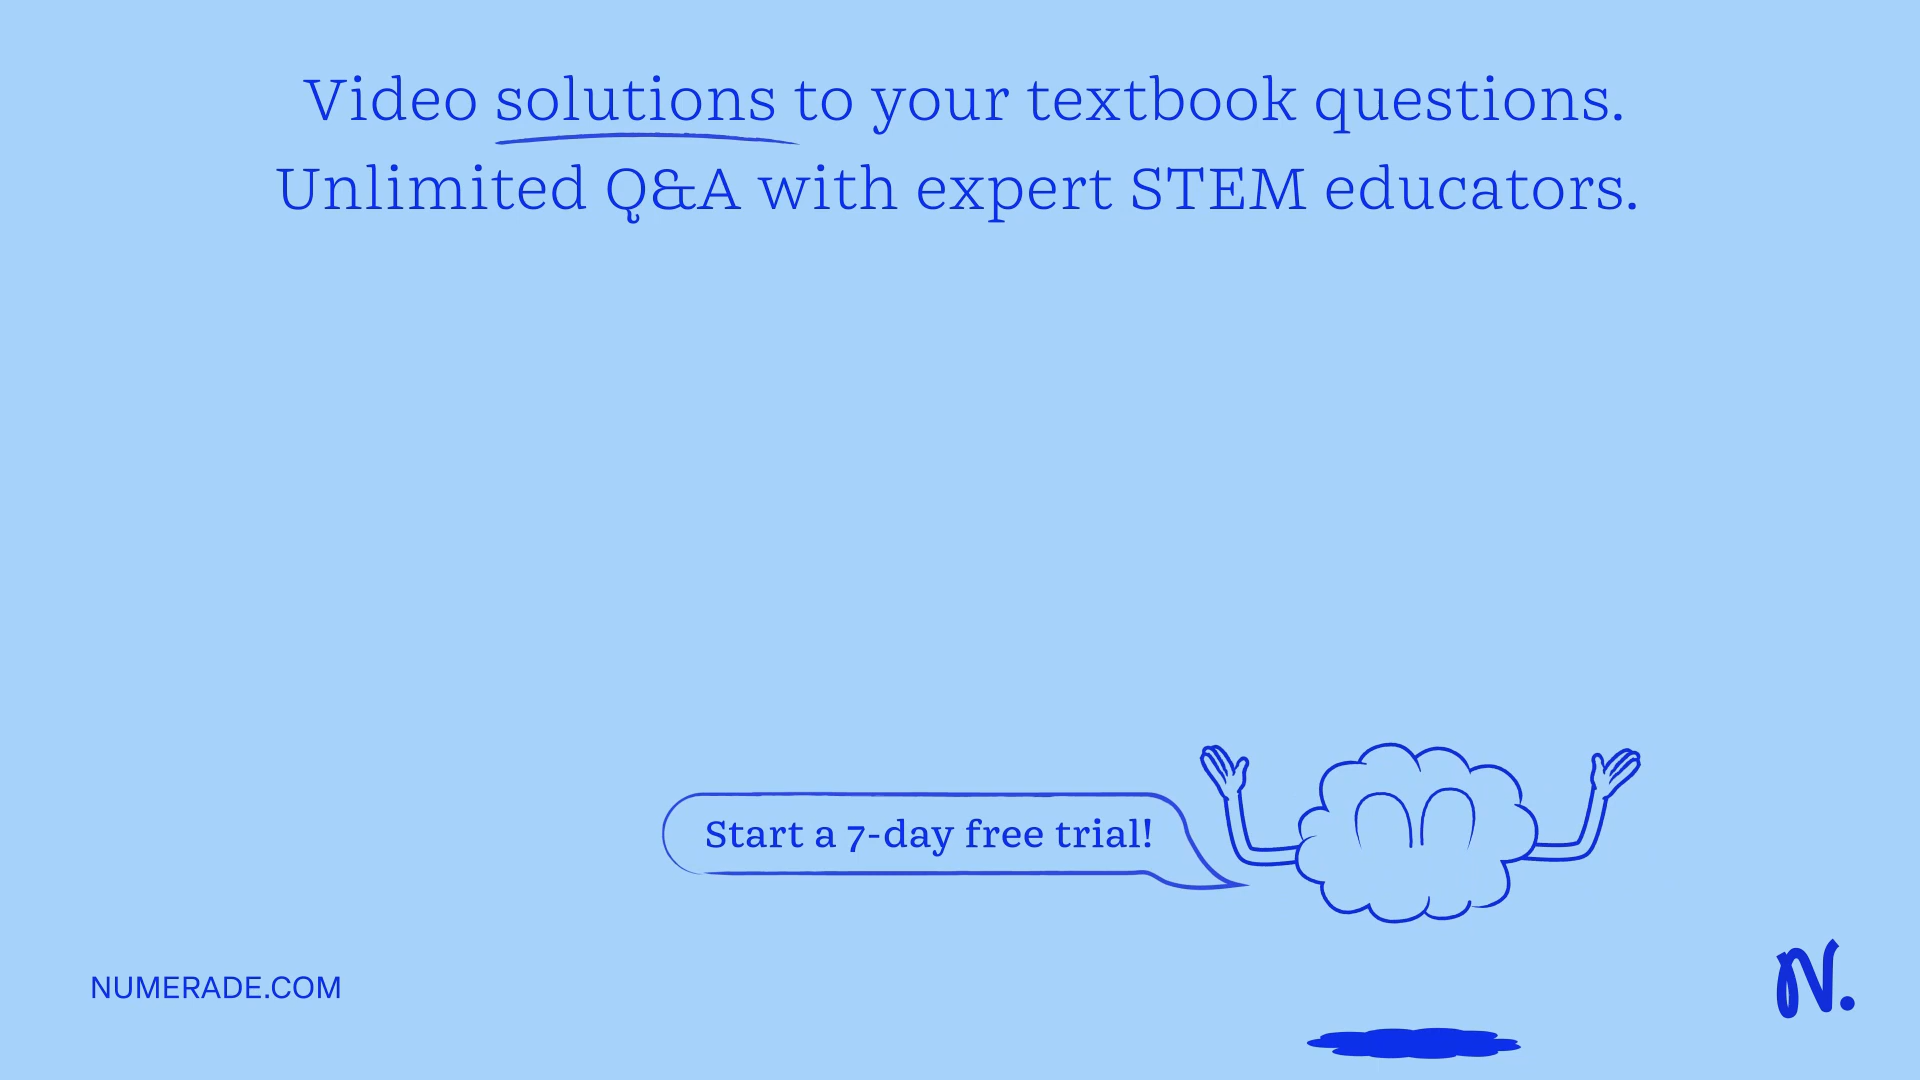 Video solutions to your textbook questions.
Unlimited Q&A with expert STEM educators.
Start a 7-day free trial!
NUMERADE.COM
N.